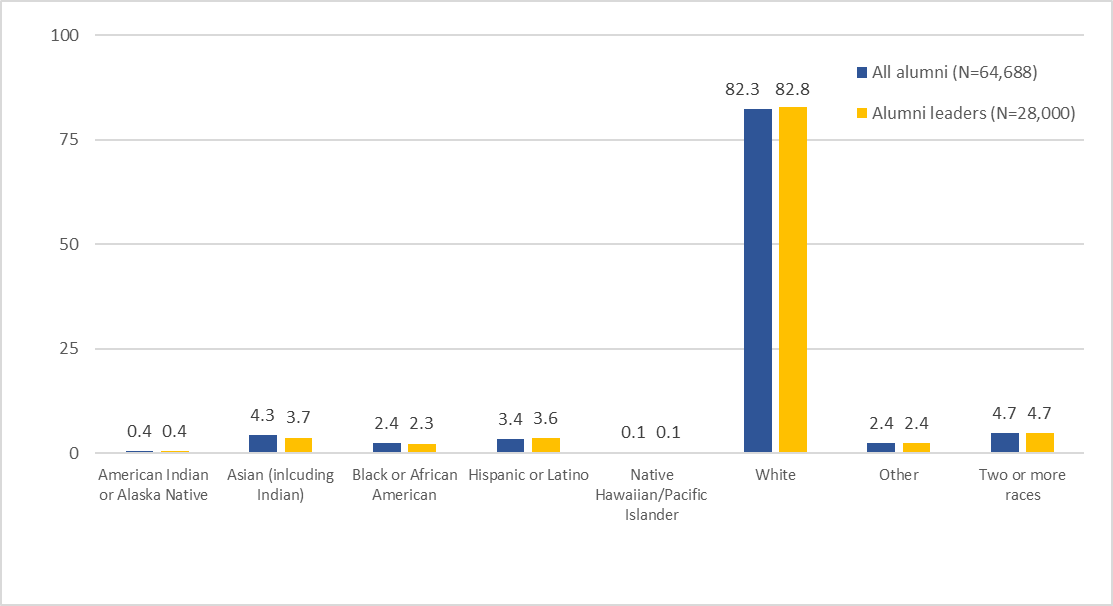 100
75
50
25
0
All alumni (N=64,688)
Alumni leaders (N=28,000)
0.4 0.4
4.3 3.7
2.4 2.3
3.4 3.6
0.1 0.1
82.3 82.8
2.4 2.4
4.7 4.7
American Indian
or Alaska Native
Asian (inlcuding
Indian)
Black or African
American
Hispanic or Latino
Native
Hawaiian/Pacific
Islander
White
Other
Two or more
races